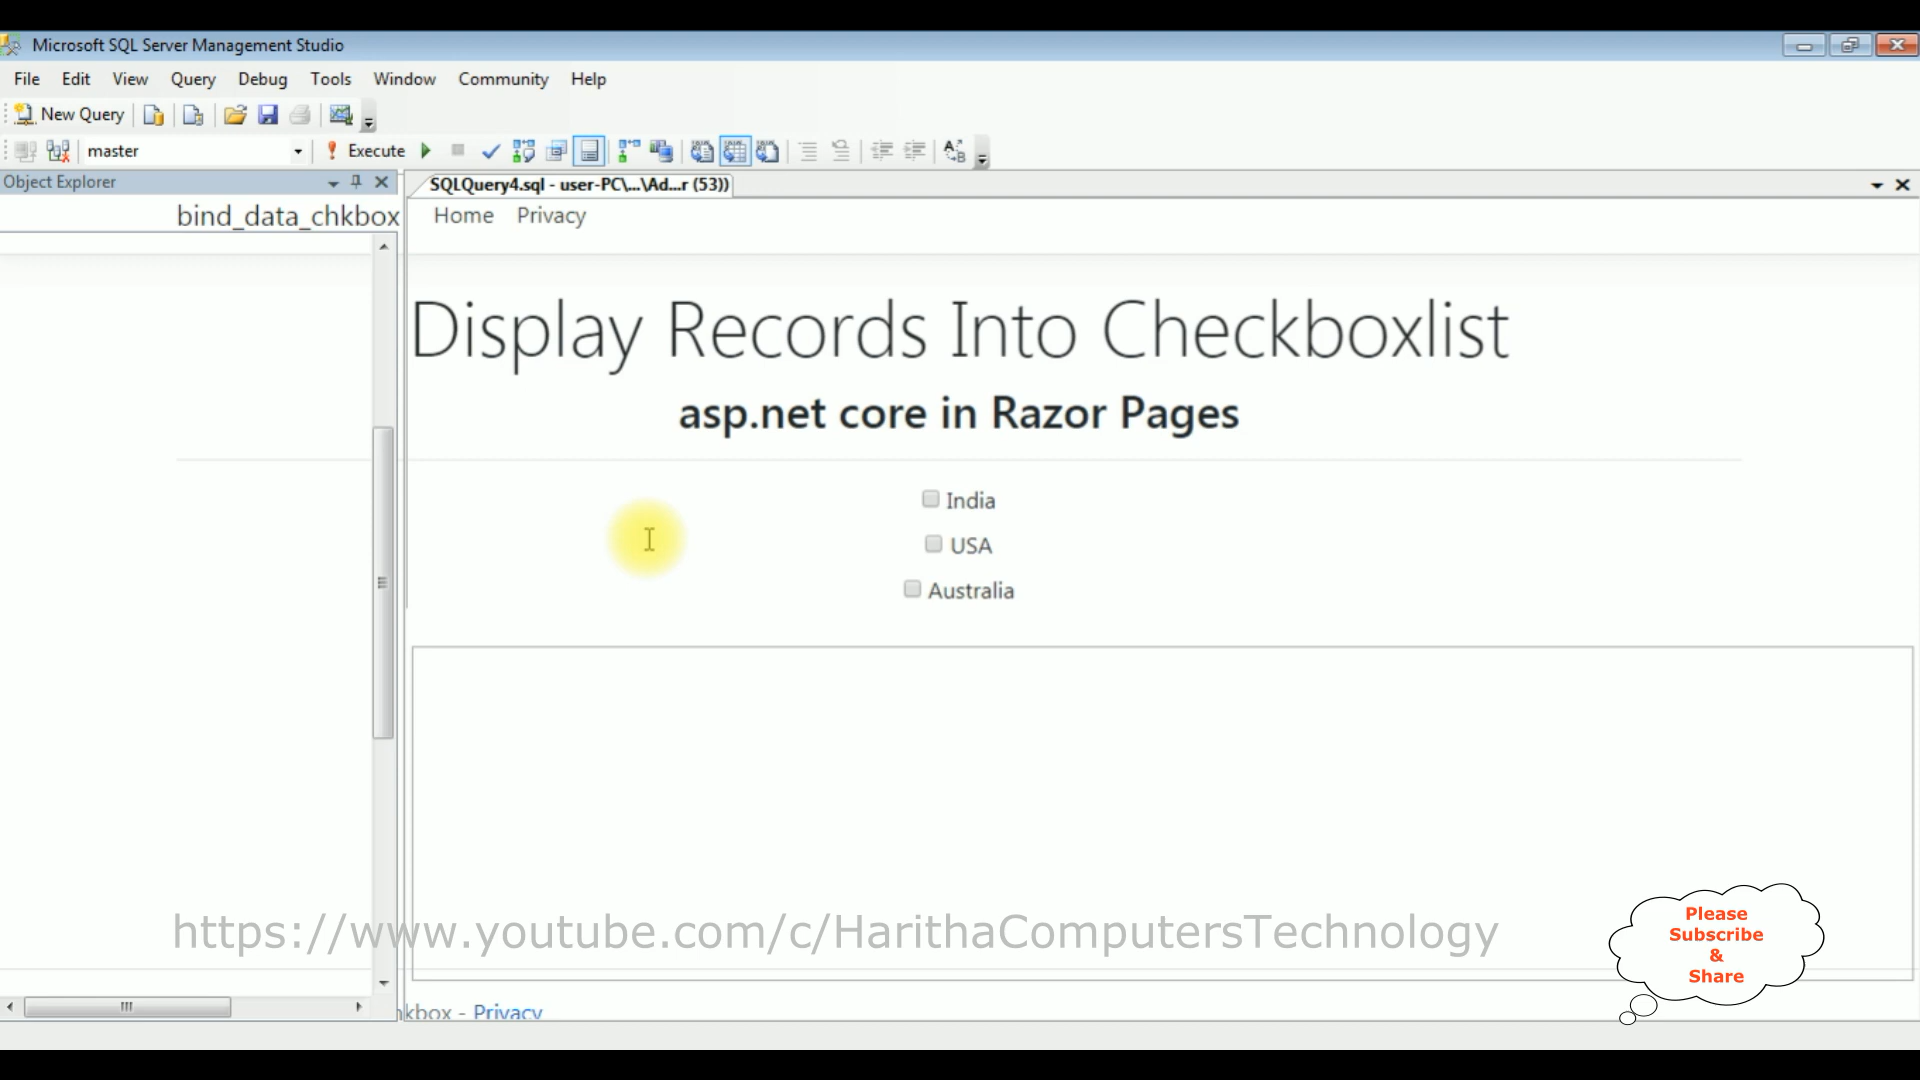 Microsoft SQL Server Management Studio
File Edit View Query Debug Tools Window Community Help
New Query
master Execute
Object Explorer
SQLQuery4.sql - user-PC\...\Ad...r (53))
bind_data_chkbox Home Privacy
Display Records Into Checkboxlist
asp.net core in Razor Pages
India
USA
Australia
https://www.youtube.com/c/HarithaComputersTechnology
Please
Subscribe
&
Share
kbox - Privacy